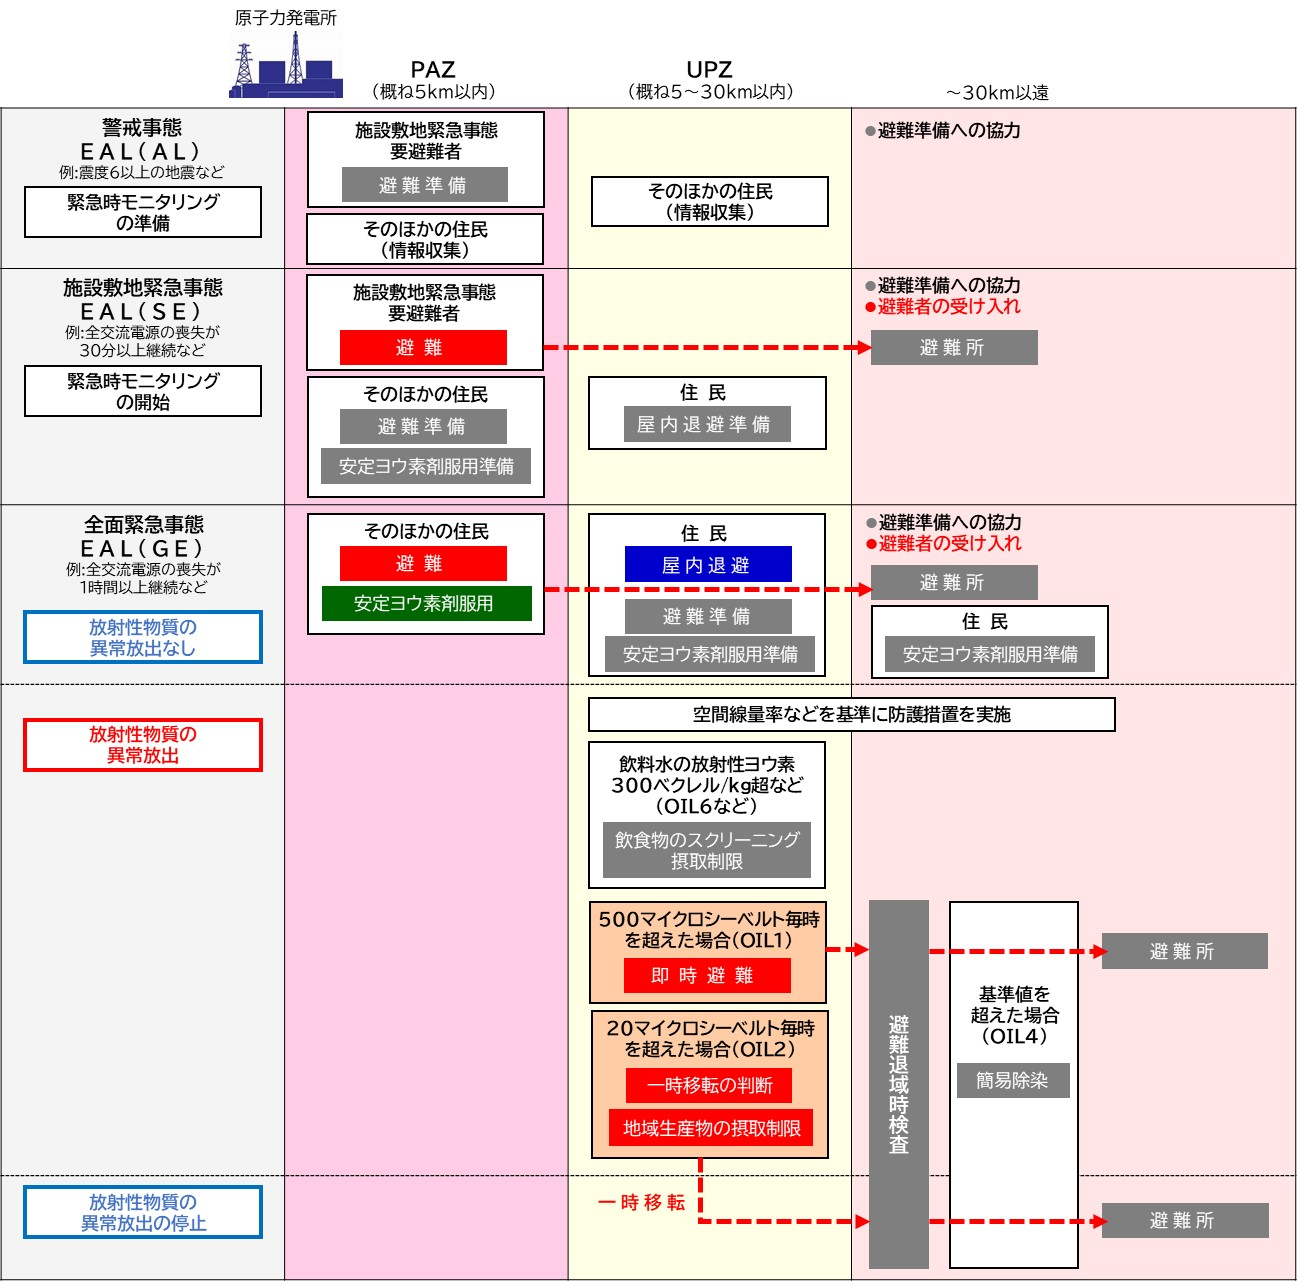 原子力発電所
PAZ
（概ね5km以内）
UPZ
（概ね5～30km以内）
～30km以遠
警戒事態
ＥＡＬ（ＡＬ）
例:震度6以上の地震など
緊急時モニタリング
の準備
施設敷地緊急事態
要避難者
避難準備
そのほかの住民
（情報収集）
そのほかの住民
（情報収集）
●避難準備への協力
施設敷地緊急事態
ＥＡＬ（ＳＥ）
例:全交流電源の喪失が
30分以上継続など
緊急時モニタリング
の開始
施設敷地緊急事態
要避難者
避難
そのほかの住民
避難準備
安定ヨウ素剤服用準備
住民
屋内退避準備
●避難準備への協力
●避難者の受け入れ
避難所
全面緊急事態
ＥＡＬ（ＧＥ）
例:全交流電源の喪失が
1時間以上継続など
放射性物質の
異常放出なし
そのほかの住民
避難
安定ヨウ素剤服用
住民
屋内退避
避難準備
安定ヨウ素剤服用準備
●避難準備への協力
●避難者の受け入れ
避難所
住民
安定ヨウ素剤服用準備
放射性物質の
異常放出
空間線量率などを基準に防護措置を実施
飲料水の放射性ヨウ素
300ベクレル/kg超など
（OIL6など）
飲食物のスクリーニング
摂取制限
500マイクロシーベルト毎時
を超えた場合（OIL1）
即時避難
20マイクロシーベルト毎時
を超えた場合（OIL2）
一時移転の判断
地域生産物の摂取制限
避難退域時検査
基準値を
超えた場合
（OIL4）
簡易除染
避難所
放射性物質の
異常放出の停止
一時移転
避難所